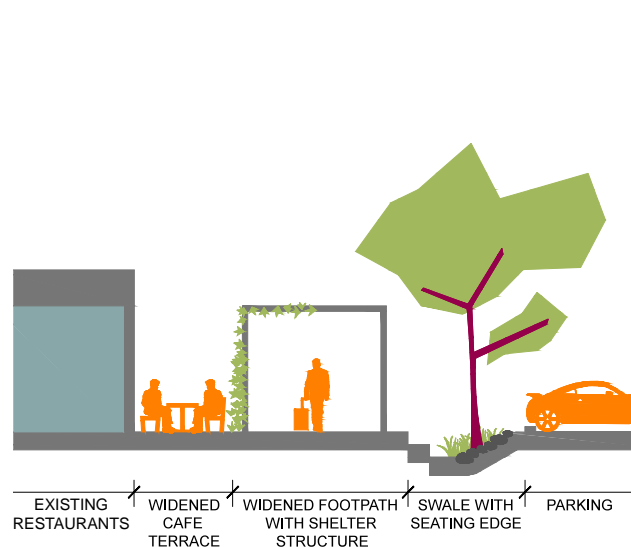 EXISTING
RESTAURANTS
WIDENED
CAFE
TERRACE
WIDENED FOOTPATH
WITH SHELTER
STRUCTURE
SWALE WITH
SEATING EDGE
PARKING